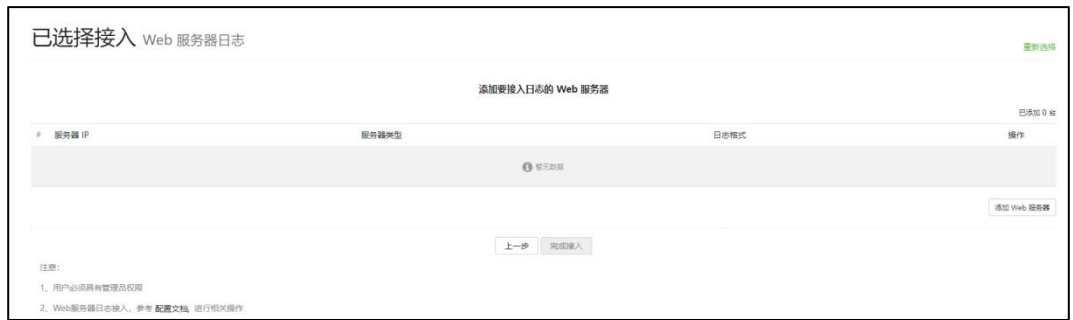 已选择接入 Web 服务器日志
重新选择
添加要接入日志的 Web 服务器
已添加 0 台
# 服务器 IP 服务器类型 日志格式 操作
暂无数据
添加 Web 服务器
上一步 完成接入
注意：
1、用户必须具有管理员权限
2、Web服务器日志接入，参考 配置文档, 进行相关操作